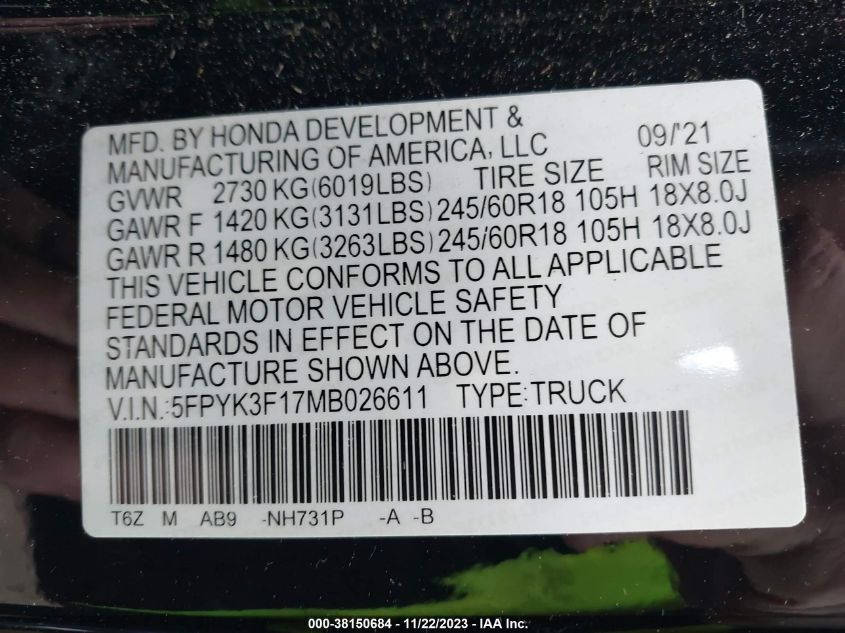 MFD. BY HONDA DEVELOPMENT &
MANUFACTURING OF AMERICA, LLC 09/'21
GVWR 2730 KG(6019LBS) TIRE SIZE RIM SIZE
GAWR F 1420 KG(3131LBS) 245/60R18 105H 18X8.0J
GAWR R 1480 KG(3263LBS) 245/60R18 105H 18X8.0J
THIS VEHICLE CONFORMS TO ALL APPLICABLE
FEDERAL MOTOR VEHICLE SAFETY
STANDARDS IN EFFECT ON THE DATE OF
MANUFACTURE SHOWN ABOVE.
V.I.N.:5FPYK3F17MB026611 TYPE:TRUCK
T6Z M AB9 -NH731P -A -B
000-38150684 - 11/22/2023 - IAA Inc.